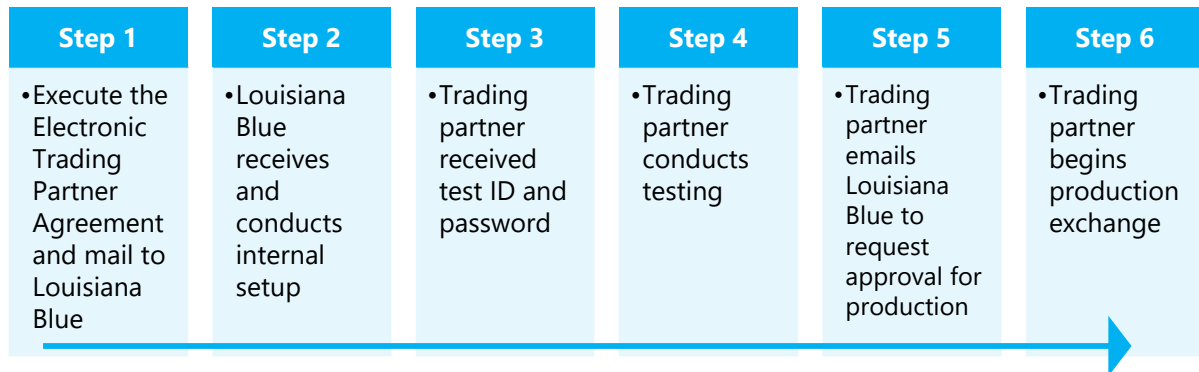 Step 1
•Execute the
Electronic
Trading
Partner
Agreement
and mail to
Louisiana
Blue
Step 2
•Louisiana
Blue
receives
and
conducts
internal
setup
Step 3
•Trading
partner
received
test ID and
password
Step 4
•Trading
partner
conducts
testing
Step 5
•Trading
partner
emails
Louisiana
Blue to
request
approval for
production
Step 6
•Trading
partner
begins
production
exchange